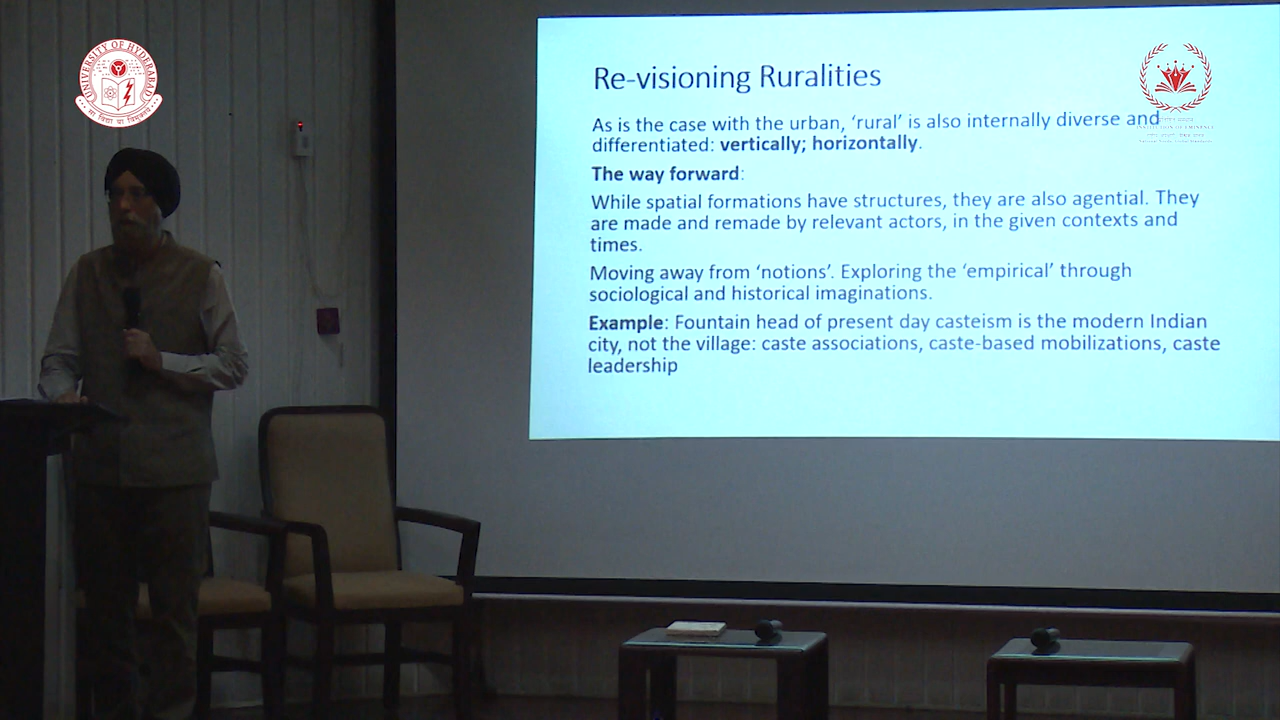 UNIVERSITY OF HYDERABAD
सा विद्या या विमुक्तये
Re-visioning Ruralities
As is the case with the urban, ‘rural’ is also internally diverse and
differentiated: vertically; horizontally.
The way forward:
While spatial formations have structures, they are also agential. They
are made and remade by relevant actors, in the given contexts and
times.
Moving away from ‘notions’. Exploring the ‘empirical’ through
sociological and historical imaginations.
Example: Fountain head of present day casteism is the modern Indian
city, not the village: caste associations, caste-based mobilizations, caste
leadership
INSTITUTION OF EMINENCE